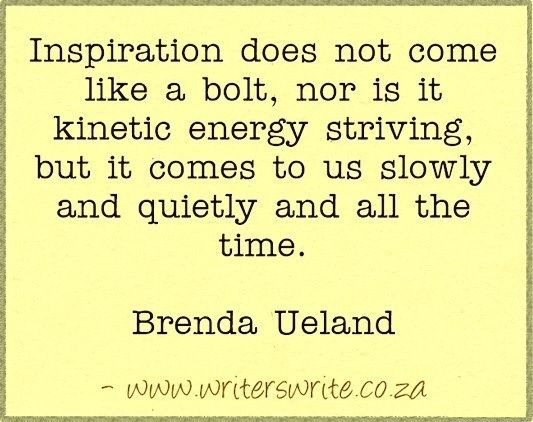 Inspiration does not come
like a bolt, nor is it
kinetic energy striving,
but it comes to us slowly
and quietly and all the
time.
Brenda Ueland
- www.writerswrite.co.za